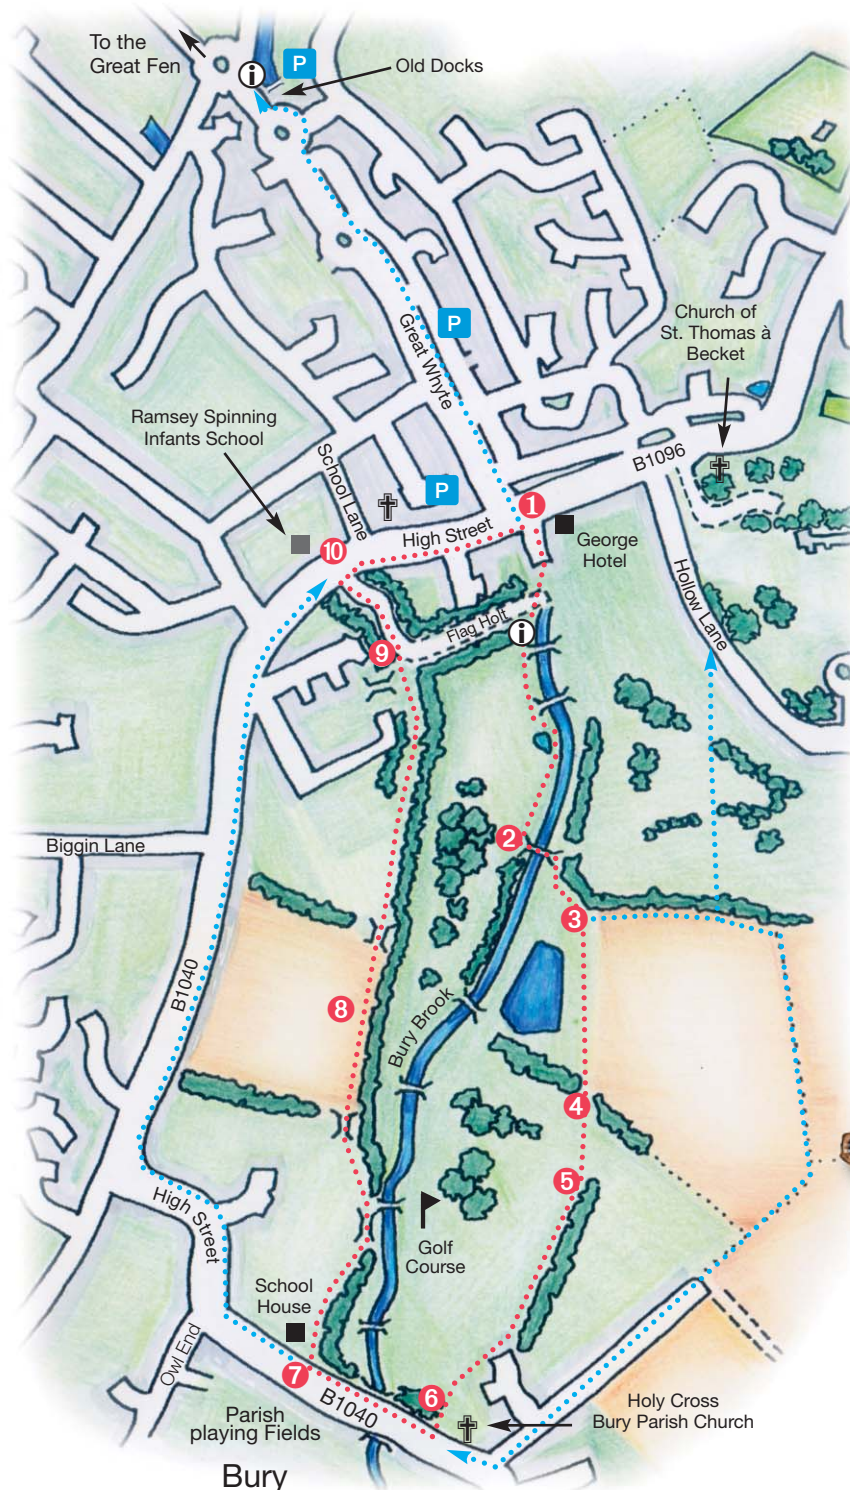 To the
Great Fen
i
P
Old Docks
Great Whyte
P
Church of
St. Thomas à
Becket
Ramsey Spinning
Infants School
School Lane
P
B1096
1
High Street
George
Hotel
10
Hollow Lane
Flag Holt
i
9
2
Biggin Lane
3
B1040
8
Bury Brook
4
5
High Street
Golf
Course
School
House
Owl End
7
6
B1040
Holy Cross
Bury Parish Church
Parish
playing Fields
Bury